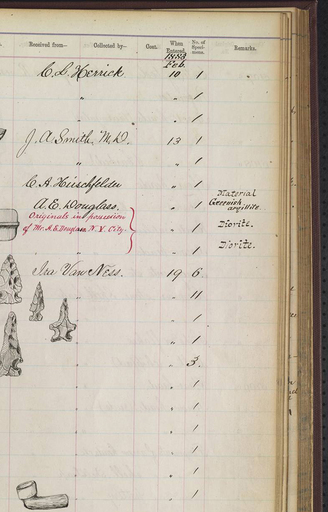 Received from— Collected by— Cost. When Entered. No. of Specimens. Remarks.
1883
Feb.
C. L. Herrick 10 1
" " 1
J. A. Smith, M.D. 13 1
" " 1
C. A. Hirschfelder " 1
Material
A. E. Douglass. " 1 Greenish argillite.
Originals in possession
of Mr. A. E. Douglass, N. Y. City. " 1 Diorite.
" 1 Diorite.
Ira Van Ness. 19 6
" " 11
" " 1
" " 1
" " 3.
" " 1
" " 1
" " 1
" " 1
" " 1
" " 1